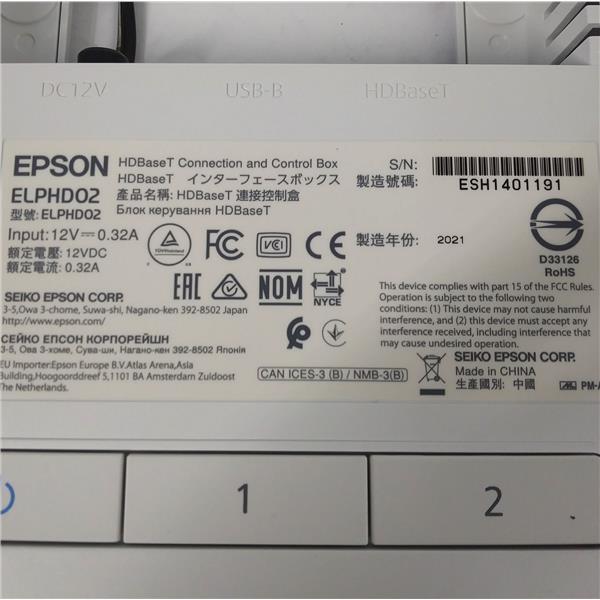 DC12V USB-B HDBaseT
EPSON HDBaseT Connection and Control Box
HDBaseT インターフェースボックス
ELPHD02 產品名稱: HDBaseT 連接控制盒
型號: ELPHD02 Блок керування HDBaseT
S/N:
製造號碼: ESH1401191
Input: 12V⎓0.32A
額定電壓: 12VDC
額定電流: 0.32A
TÜVRheinland FC VCI CE
製造年份: 2021
D33126
RoHS
EAC NOM NYCE
SEIKO EPSON CORP.
3-5,Owa 3-chome, Suwa-shi, Nagano-ken 392-8502 Japan
http://www.epson.com/
СЕЙКО ЕПСОН КОРПОРЕЙШН
3-5, Ова 3-хоме, Сува-ши, Нагано-кен 392-8502 Японія
EU Importer:Epson Europe B.V.Atlas Arena,Asia
Building,Hoogoorddreef 5,1101 BA Amsterdam Zuidoost
The Netherlands.
CAN ICES-3 (B) / NMB-3(B)
This device complies with part 15 of the FCC Rules.
Operation is subject to the following two
conditions: (1) This device may not cause harmful
interference, and (2) this device must accept any
interference received, including interference that
may cause undesired operation.
SEIKO EPSON CORP.
Made in CHINA
生產國別: 中國
PM-A
1 2